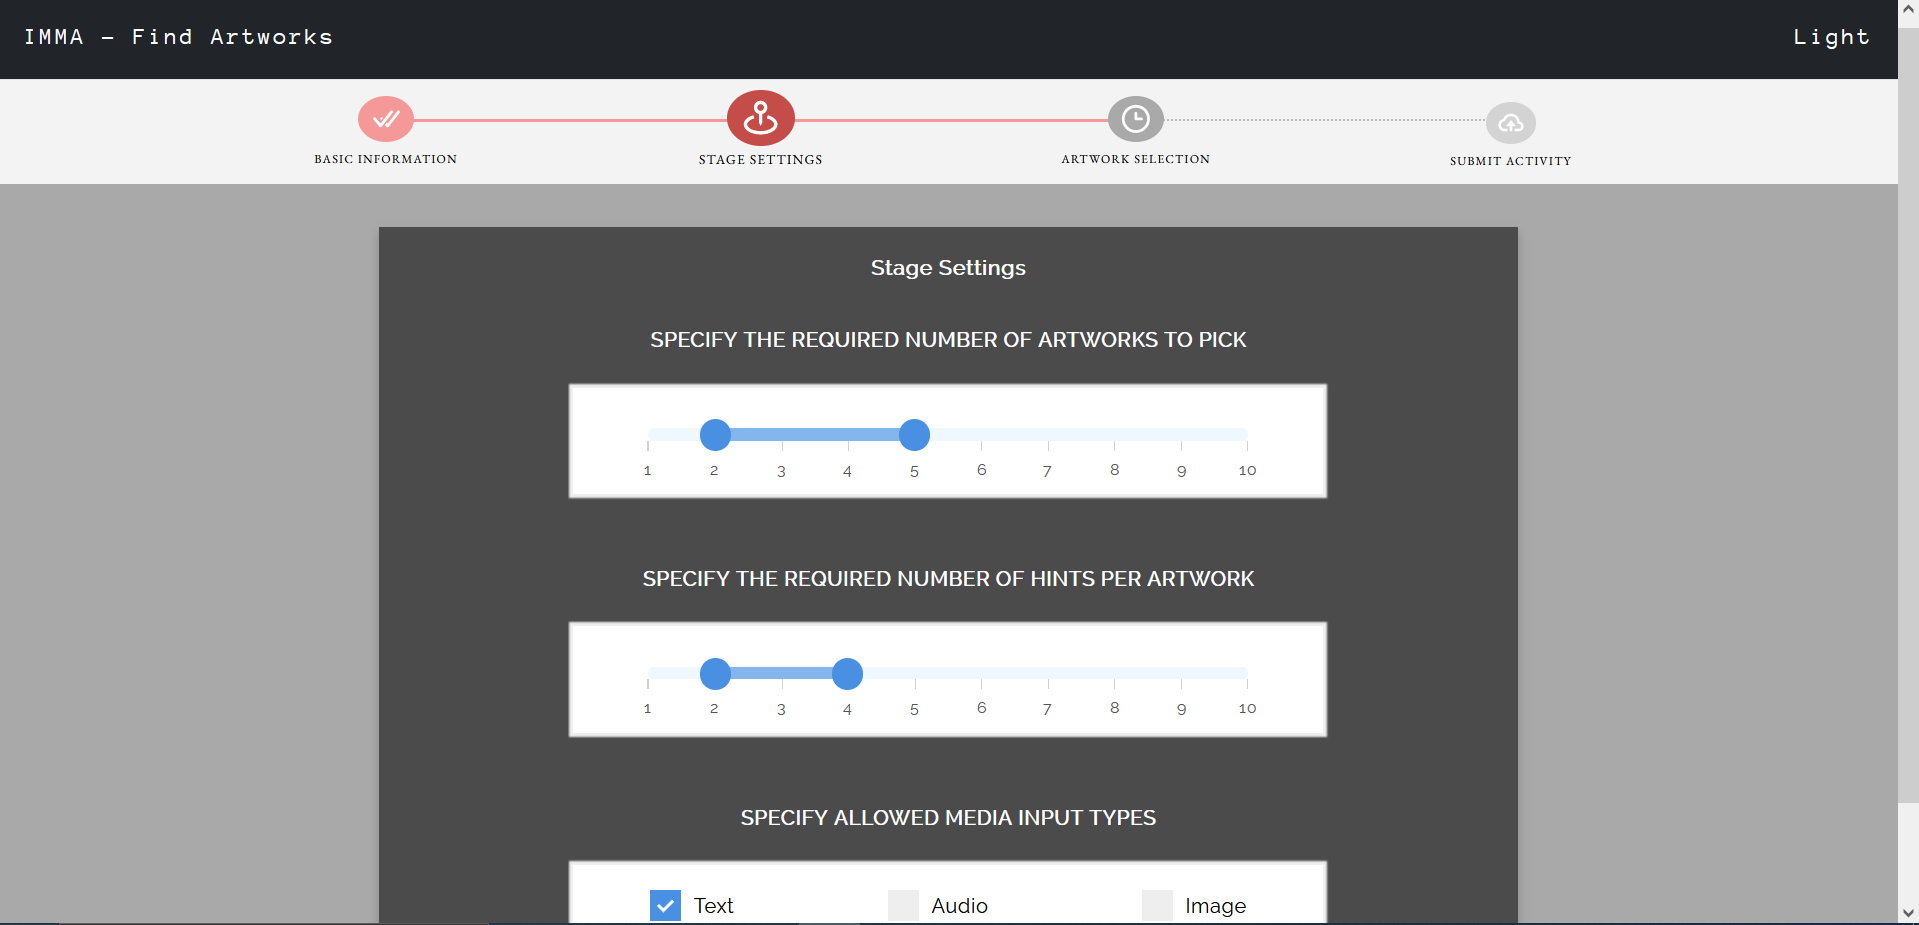 IMMA - Find Artworks
Light
BASIC INFORMATION
STAGE SETTINGS
ARTWORK SELECTION
SUBMIT ACTIVITY
Stage Settings
SPECIFY THE REQUIRED NUMBER OF ARTWORKS TO PICK
1 2 3 4 5 6 7 8 9 10
SPECIFY THE REQUIRED NUMBER OF HINTS PER ARTWORK
1 2 3 4 5 6 7 8 9 10
SPECIFY ALLOWED MEDIA INPUT TYPES
Text Audio Image